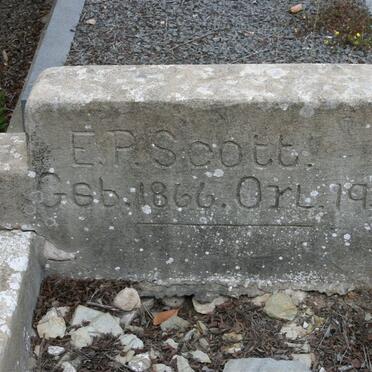 E.P. Scott.
Geb. 1866. Orl. 19